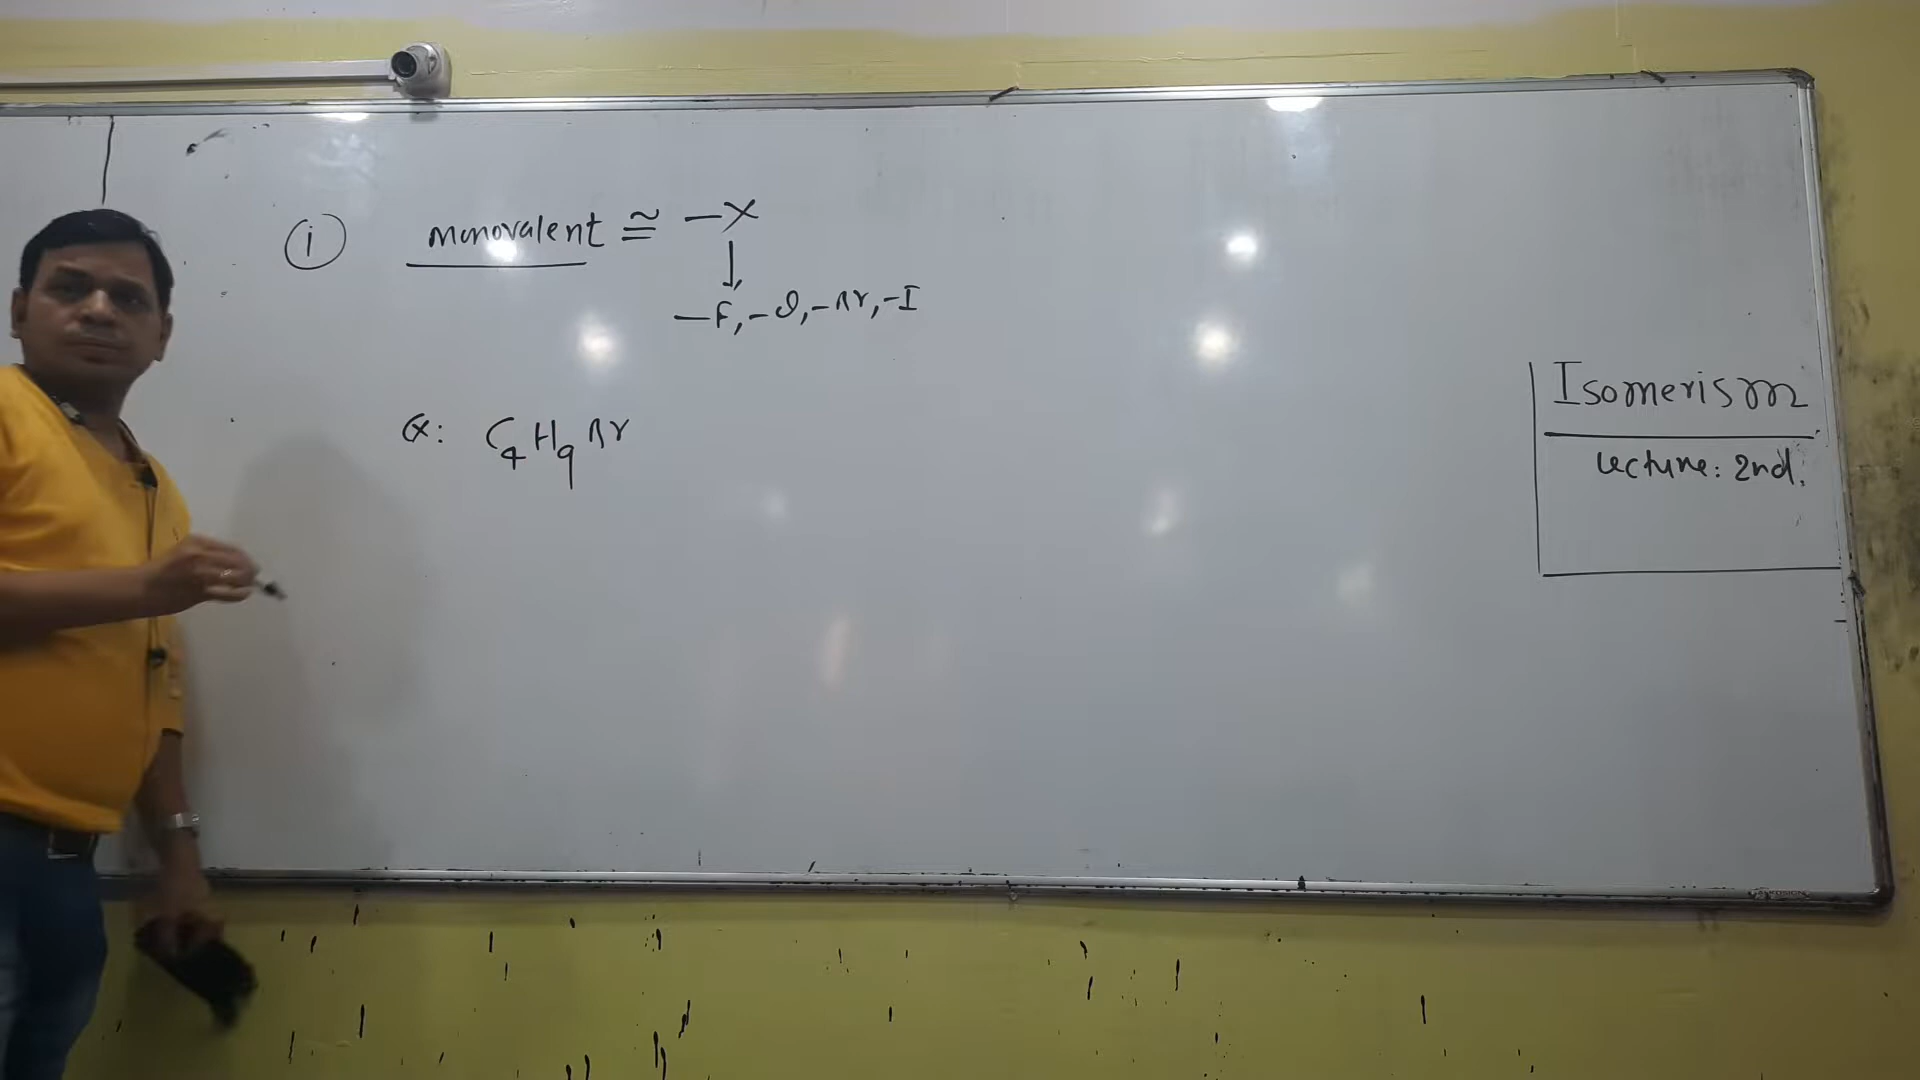 i monovalent ≅ –X
–F, –Cl, –Br, –I
Ex: C₄H₉Br
Isomerism
Lecture: 2nd.